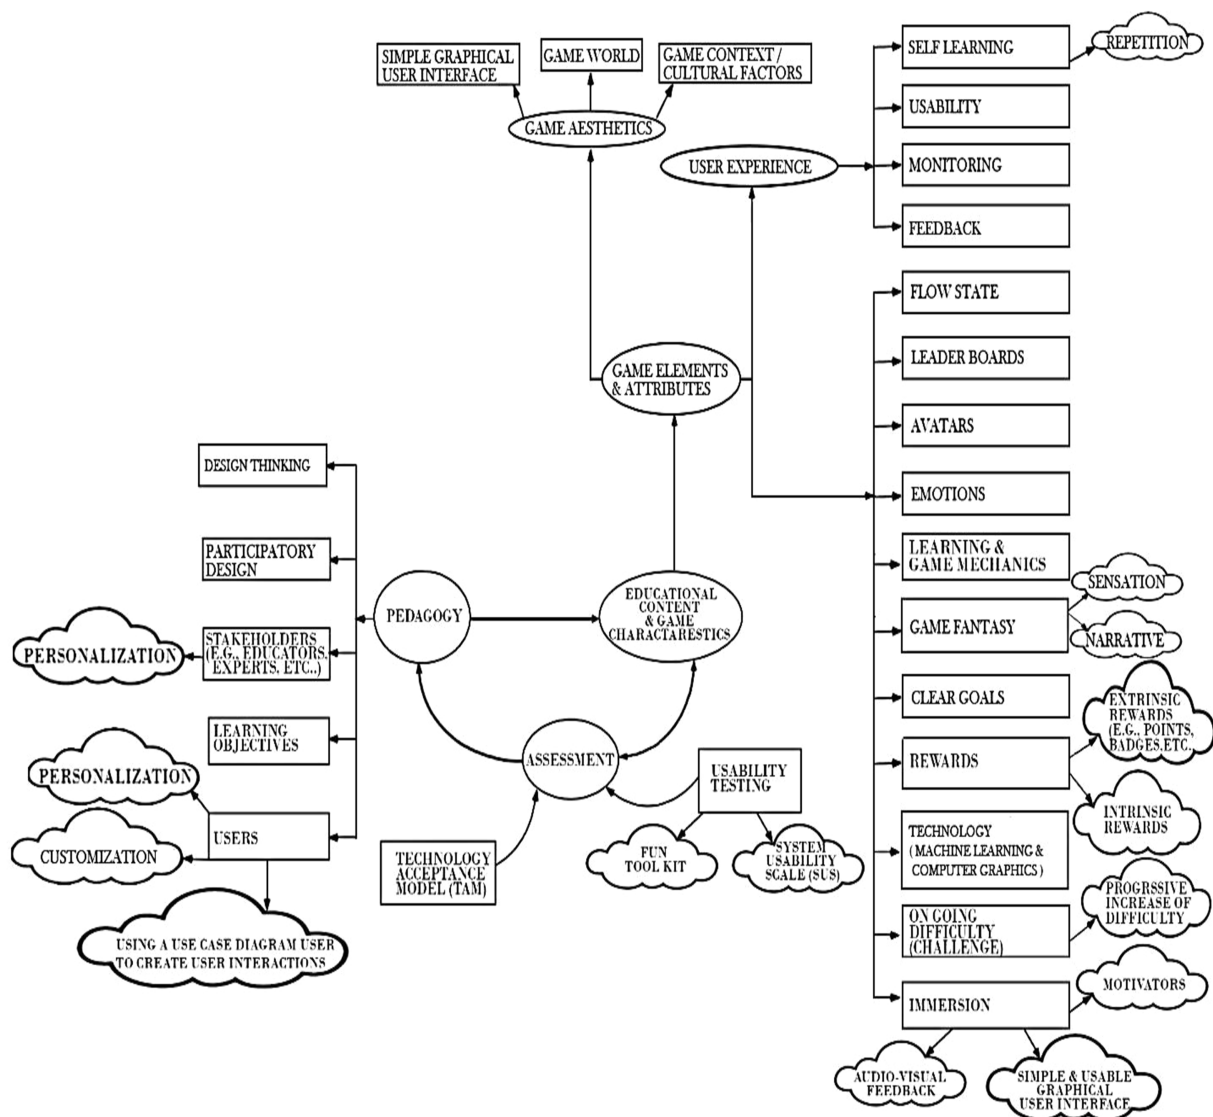 SIMPLE GRAPHICAL
USER INTERFACE
GAME WORLD
GAME CONTEXT /
CULTURAL FACTORS
GAME AESTHETICS
USER EXPERIENCE
SELF LEARNING
REPETITION
USABILITY
MONITORING
FEEDBACK
FLOW STATE
LEADER BOARDS
AVATARS
EMOTIONS
LEARNING &
GAME MECHANICS
GAME FANTASY
SENSATION
NARRATIVE
CLEAR GOALS
REWARDS
EXTRINSIC
REWARDS
(E.G., POINTS,
BADGES.ETC.
INTRINSIC
REWARDS
TECHNOLOGY
( MACHINE LEARNING &
COMPUTER GRAPHICS )
ON GOING
DIFFICULTY
(CHALLENGE)
PROGRSSIVE
INCREASE OF
DIFFICULTY
IMMERSION
MOTIVATORS
AUDIO-VISUAL
FEEDBACK
SIMPLE & USABLE
GRAPHICAL
USER INTERFACE
GAME ELEMENTS
& ATTRIBUTES
EDUCATIONAL
CONTENT
& GAME
CHARACTARESTICS
PEDAGOGY
DESIGN THINKING
PARTICIPATORY
DESIGN
STAKEHOLDERS
(E.G., EDUCATORS,
EXPERTS, ETC..)
PERSONALIZATION
LEARNING
OBJECTIVES
PERSONALIZATION
USERS
CUSTOMIZATION
USING A USE CASE DIAGRAM USER
TO CREATE USER INTERACTIONS
ASSESSMENT
TECHNOLOGY
ACCEPTANCE
MODEL (TAM)
USABILITY
TESTING
FUN
TOOL KIT
SYSTEM
USABILITY
SCALE (SUS)